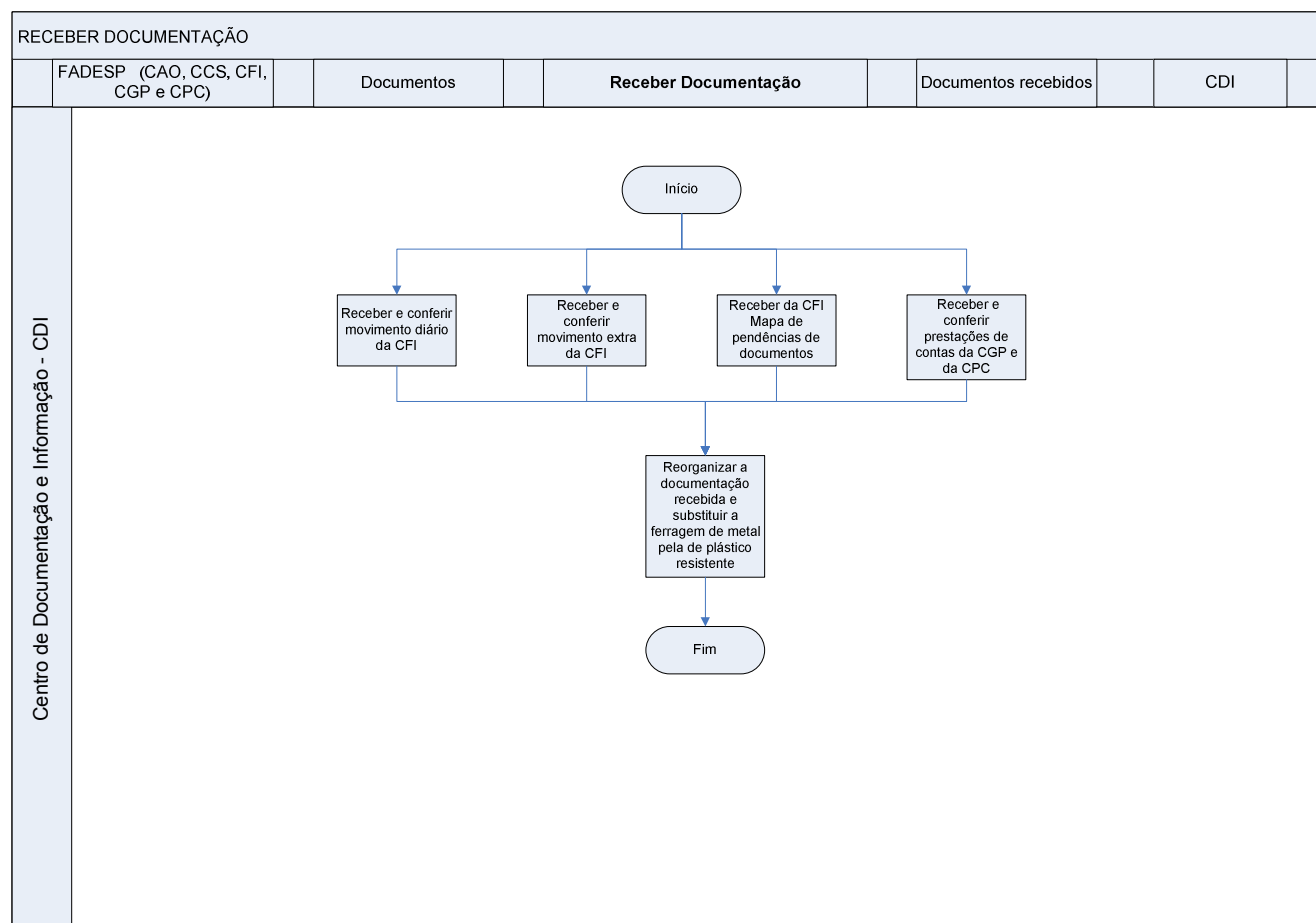 RECEBER DOCUMENTAÇÃO
FADESP (CAO, CCS, CFI,
CGP e CPC)
Documentos
Receber Documentação
Documentos recebidos
CDI
Centro de Documentação e Informação - CDI
Início
Receber e conferir
movimento diário
da CFI
Receber e
conferir
movimento extra
da CFI
Receber da CFI
Mapa de
pendências de
documentos
Receber e
conferir
prestações de
contas da CGP e
da CPC
Reorganizar a
documentação
recebida e
substituir a
ferragem de metal
pela de plástico
resistente
Fim